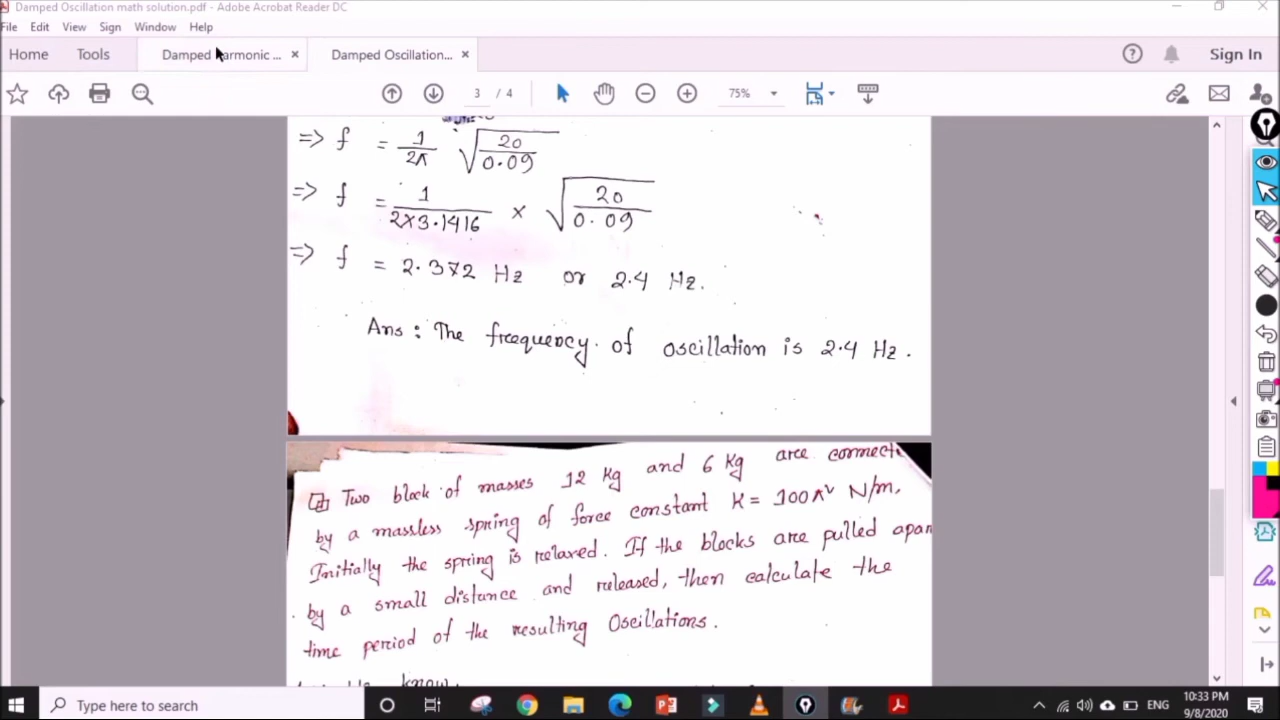 Damped Oscillation math solution.pdf - Adobe Acrobat Reader DC
File Edit View Sign Window Help
Home Tools Damped Harmonic ... × Damped Oscillation... × Sign In
3 / 4 75%
=> f = 1/2π √20/0.09
=> f = 1/2×3.1416 × √20/0.09
=> f = 2.372 Hz or 2.4 Hz.
Ans : The frequency of oscillation is 2.4 Hz.
Two block of masses 12 Kg and 6 Kg are
by a massless spring of force constant K = 100π² N/m.
Initially the spring is relaxed. If the blocks are pulled
by a small distance and released, then calculate the
time period of the resulting Oscillations.
know
Type here to search
ENG
10:33 PM
9/8/2020